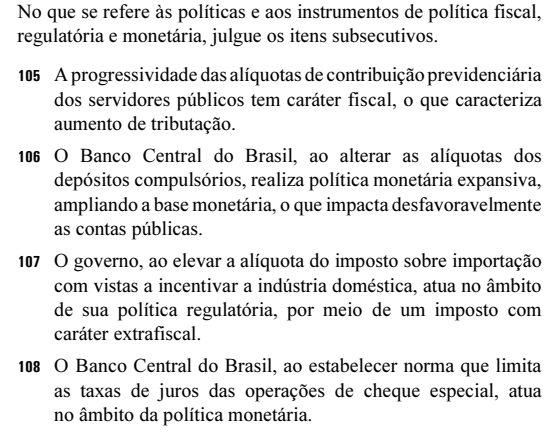 No que se refere às políticas e aos instrumentos de política fiscal,
regulatória e monetária, julgue os itens subsecutivos.
105 A progressividade das alíquotas de contribuição previdenciária
dos servidores públicos tem caráter fiscal, o que caracteriza
aumento de tributação.
106 O Banco Central do Brasil, ao alterar as alíquotas dos
depósitos compulsórios, realiza política monetária expansiva,
ampliando a base monetária, o que impacta desfavoravelmente
as contas públicas.
107 O governo, ao elevar a alíquota do imposto sobre importação
com vistas a incentivar a indústria doméstica, atua no âmbito
de sua política regulatória, por meio de um imposto com
caráter extrafiscal.
108 O Banco Central do Brasil, ao estabelecer norma que limita
as taxas de juros das operações de cheque especial, atua
no âmbito da política monetária.